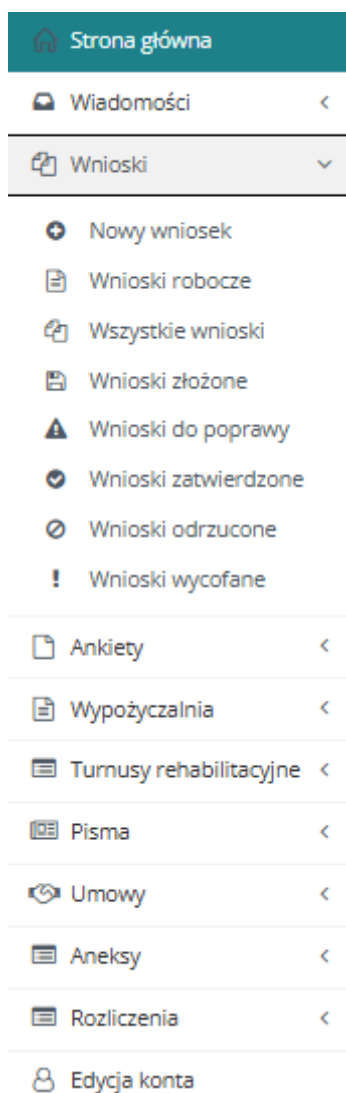 Strona główna
Wiadomości
Wnioski
Nowy wniosek
Wnioski robocze
Wszystkie wnioski
Wnioski złożone
Wnioski do poprawy
Wnioski zatwierdzone
Wnioski odrzucone
Wnioski wycofane
Ankiety
Wypożyczalnia
Turnusy rehabilitacyjne
Pisma
Umowy
Aneksy
Rozliczenia
Edycja konta